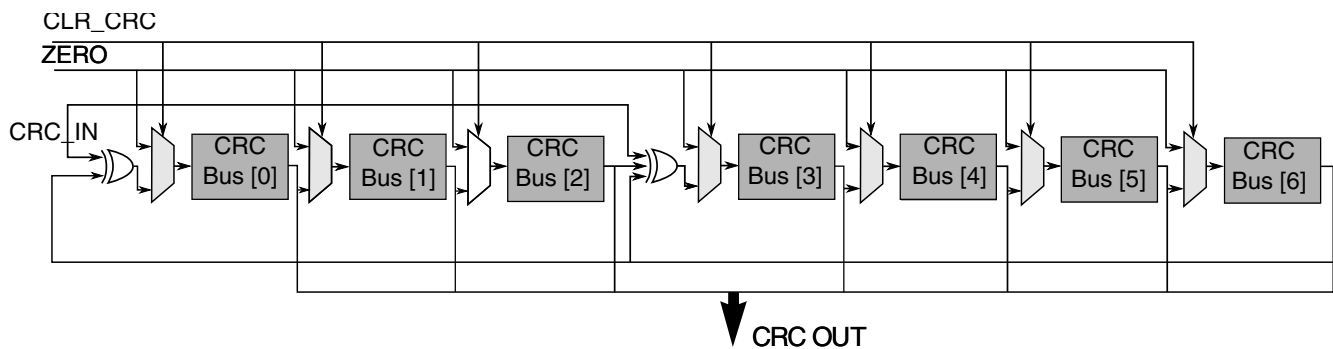 CLR_CRC
ZERO
CRC_IN
CRC
Bus [0]
CRC
Bus [1]
CRC
Bus [2]
CRC
Bus [3]
CRC
Bus [4]
CRC
Bus [5]
CRC
Bus [6]
CRC OUT